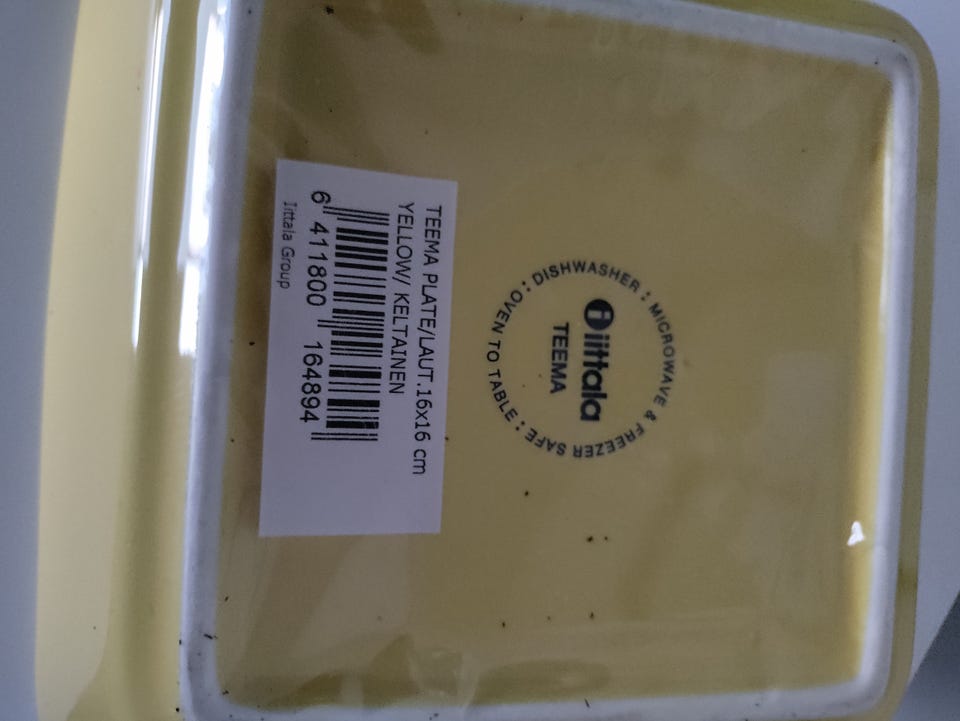 TEEMA PLATE/LAUT.16x16 cm
YELLOW/ KELTAINEN
6 411800 164894
Iittala Group
iittala
TEEMA
OVEN TO TABLE : DISHWASHER : MICROWAVE & FREEZER SAFE :